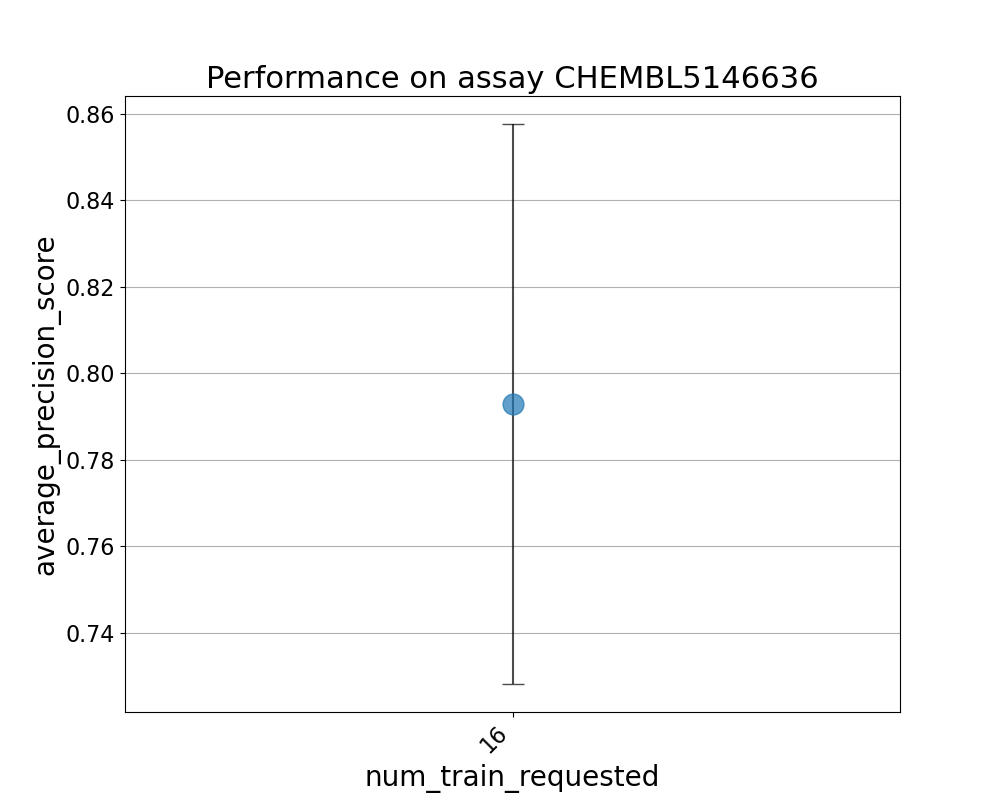 Performance on assay CHEMBL5146636
average_precision_score
0.86
0.84
0.82
0.80
0.78
0.76
0.74
16
num_train_requested